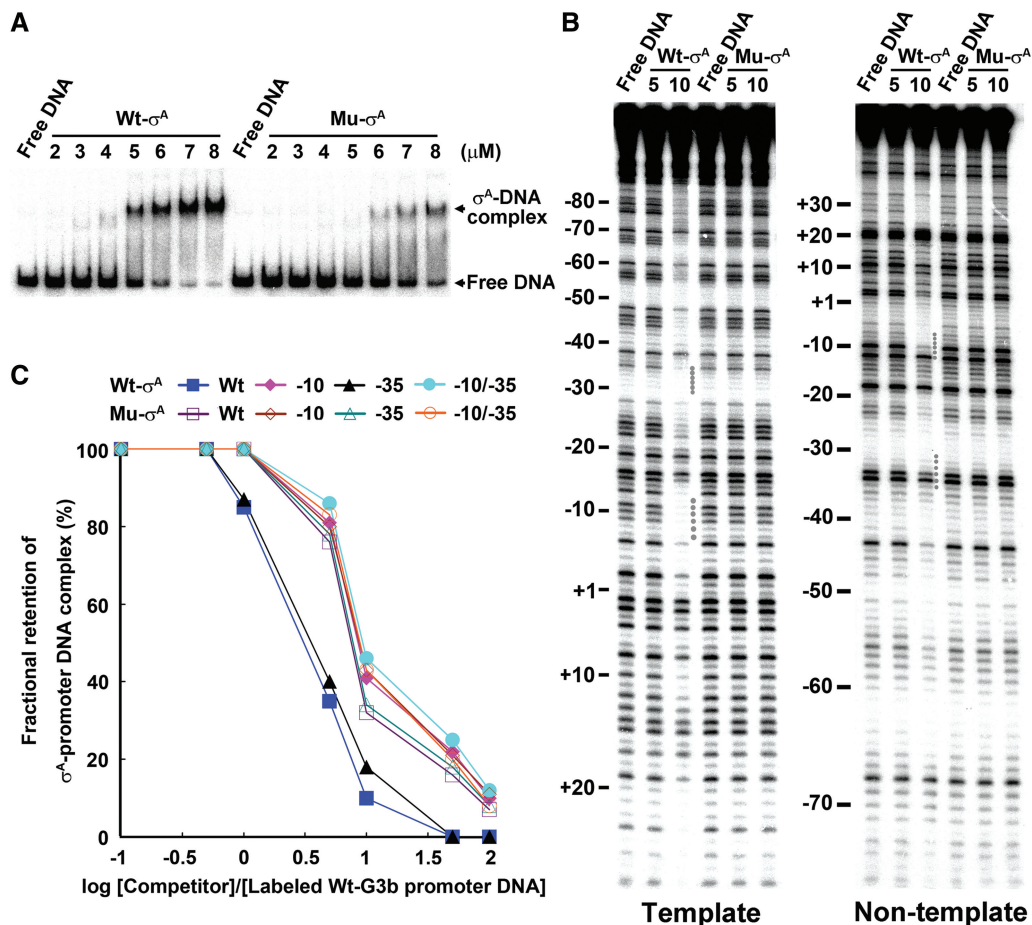 A
Free DNA
Wt-σᴬ
Free DNA
Mu-σᴬ
2 3 4 5 6 7 8 2 3 4 5 6 7 8 (μM)
σᴬ-DNA
complex
Free DNA
B
Free DNA
Wt-σᴬ
5 10
Free DNA
Mu-σᴬ
5 10
-80
-70
-60
-50
-40
-30
-20
-10
+1
+10
+20
Template
Free DNA
Wt-σᴬ
5 10
Free DNA
Mu-σᴬ
5 10
+30
+20
+10
+1
-10
-20
-30
-40
-50
-60
-70
Non-template
C
Wt-σᴬ Wt -10 -35 -10/-35
Mu-σᴬ Wt -10 -35 -10/-35
Fractional retention of
σᴬ-promoter DNA complex (%)
100
80
60
40
20
0
-1 -0.5 0 0.5 1 1.5 2
log [Competitor]/[Labeled Wt-G3b promoter DNA]